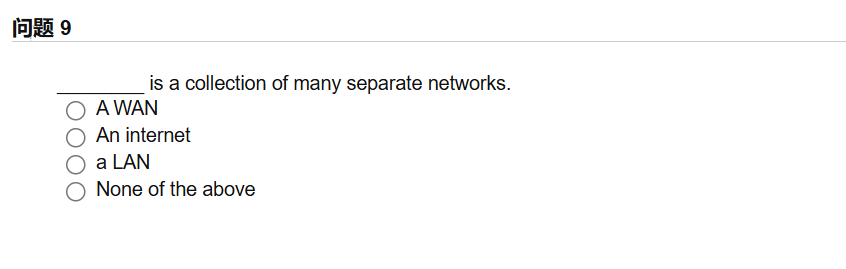 问题 9
________ is a collection of many separate networks.
A WAN
An internet
a LAN
None of the above